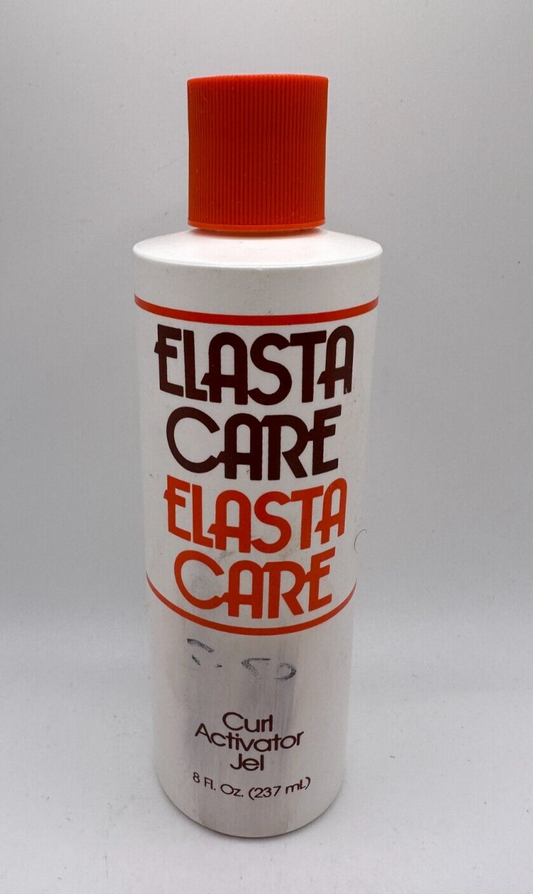 ELASTA
CARE
ELASTA
CARE
Curl
Activator
Jel
8 Fl. Oz. (237 mL)